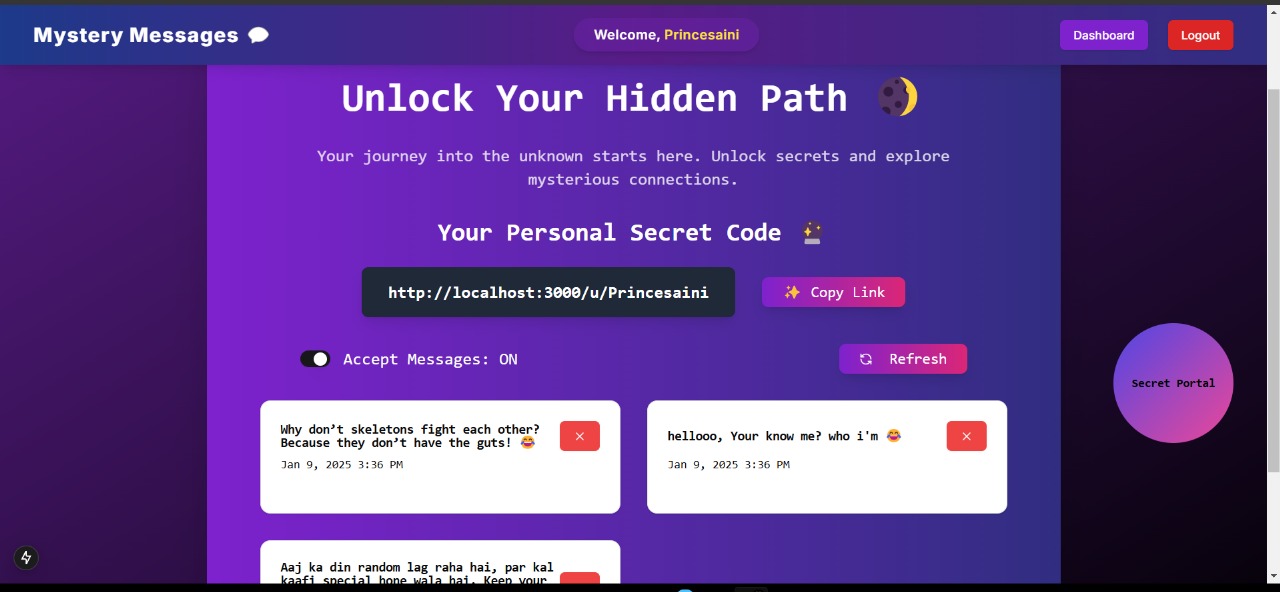 Mystery Messages 💬
Welcome, Princesaini
Dashboard
Logout
Unlock Your Hidden Path 🌒
Your journey into the unknown starts here. Unlock secrets and explore
mysterious connections.
Your Personal Secret Code 🔮
http://localhost:3000/u/Princesaini
✨ Copy Link
Accept Messages: ON
Refresh
Secret Portal
Why don’t skeletons fight each other?
Because they don’t have the guts! 😂
Jan 9, 2025 3:36 PM
hellooo, Your know me? who i'm 😂
Jan 9, 2025 3:36 PM
Aaj ka din random lag raha hai, par kal
kaafi special hone wala hai. Keep your